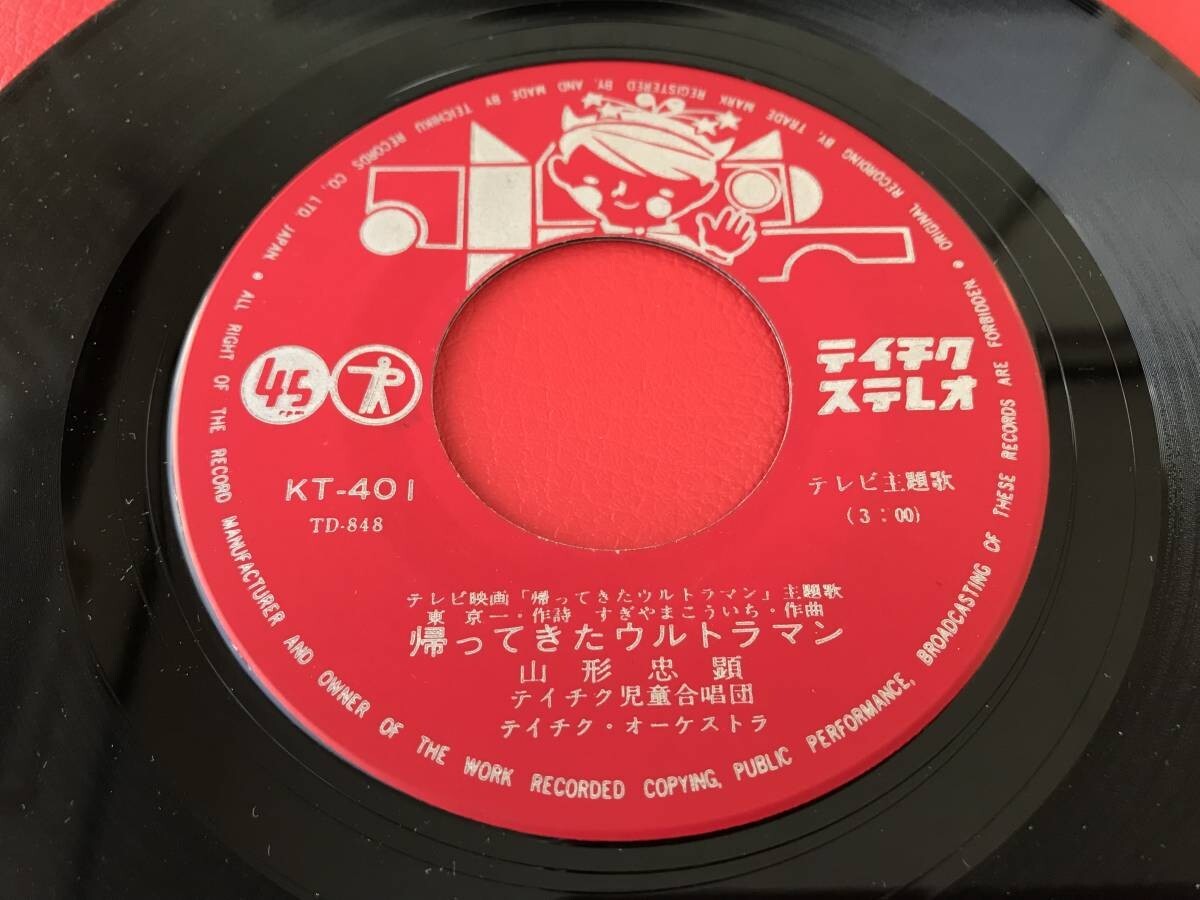 ORIGINAL RECORDING BY, TRADE MARK REGISTERED BY, AND MADE BY TEICHIKU RECORDS CO., LTD JAPAN. • ALL RIGHT OF THE RECORD MANUFACTURER AND OWNER OF THE WORK RECORDED COPYING, PUBLIC PERFORMANCE, BROADCASTING OF THESE RECORDS ARE FORBIDDEN •
45
RPM
テイチク
ステレオ
KT-401
TD-848
テレビ主題歌
(3:00)
テレビ映画「帰ってきたウルトラマン」主題歌
東 京一・作詩 すぎやまこういち・作曲
帰ってきたウルトラマン
山形忠顕
テイチク児童合唱団
テイチク・オーケストラ